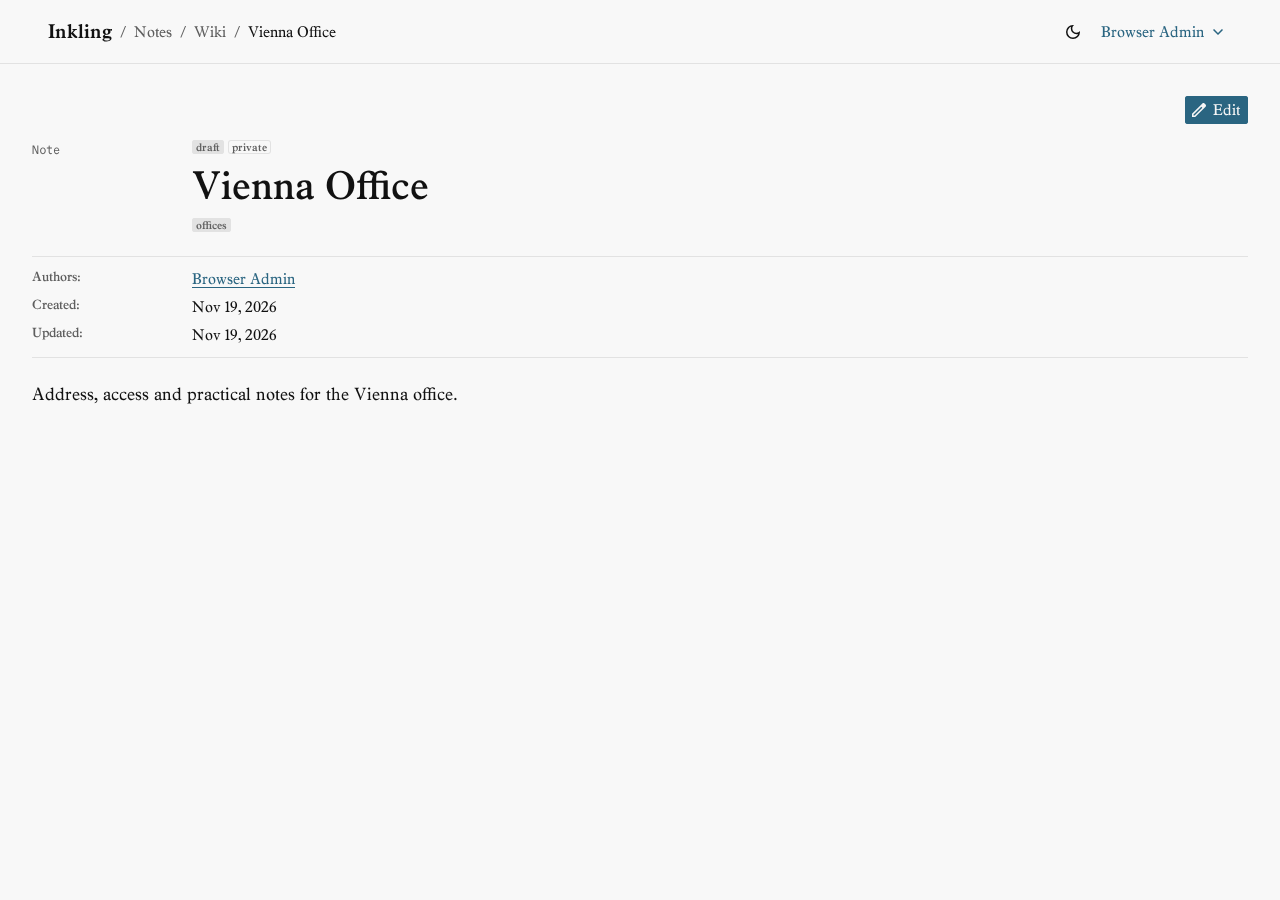 Inkling / Notes / Wiki / Vienna Office
Browser Admin
Edit
Note
draft private
Vienna Office
offices
Authors: Browser Admin
Created: Nov 19, 2026
Updated: Nov 19, 2026
Address, access and practical notes for the Vienna office.